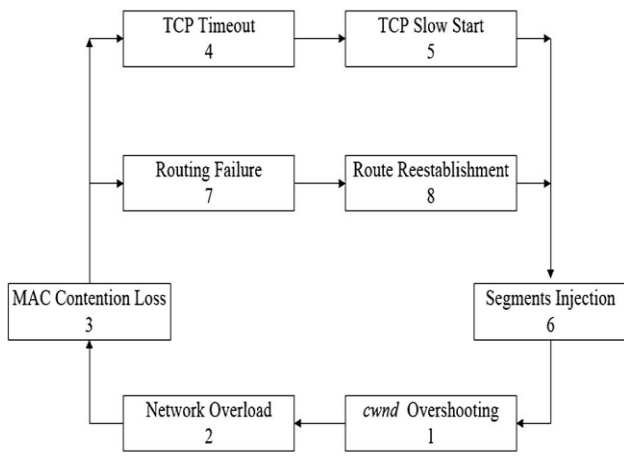 TCP Timeout
4
TCP Slow Start
5
Routing Failure
7
Route Reestablishment
8
MAC Contention Loss
3
Segments Injection
6
Network Overload
2
cwnd Overshooting
1